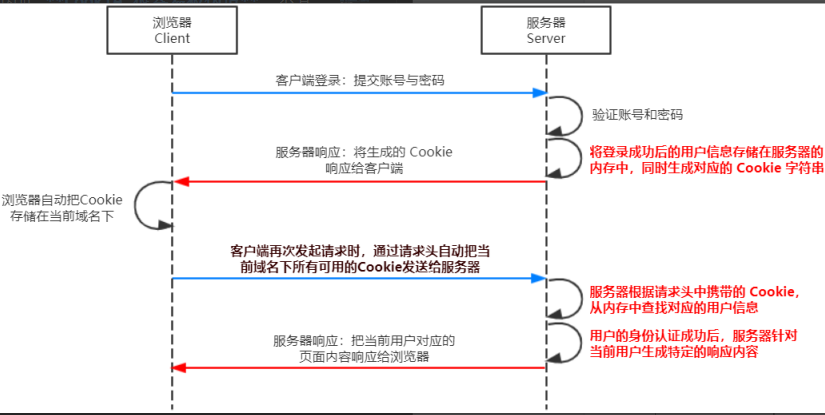 浏览器
Client
服务器
Server
客户端登录：提交账号与密码
验证账号和密码
服务器响应：将生成的 Cookie
响应给客户端
将登录成功后的用户信息存储在服务器的
内存中，同时生成对应的 Cookie 字符串
浏览器自动把Cookie
存储在当前域名下
客户端再次发起请求时，通过请求头自动把当
前域名下所有可用的Cookie发送给服务器
服务器根据请求头中携带的 Cookie，
从内存中查找对应的用户信息
服务器响应：把当前用户对应的
页面内容响应给浏览器
用户的身份认证成功后，服务器针对
当前用户生成特定的响应内容